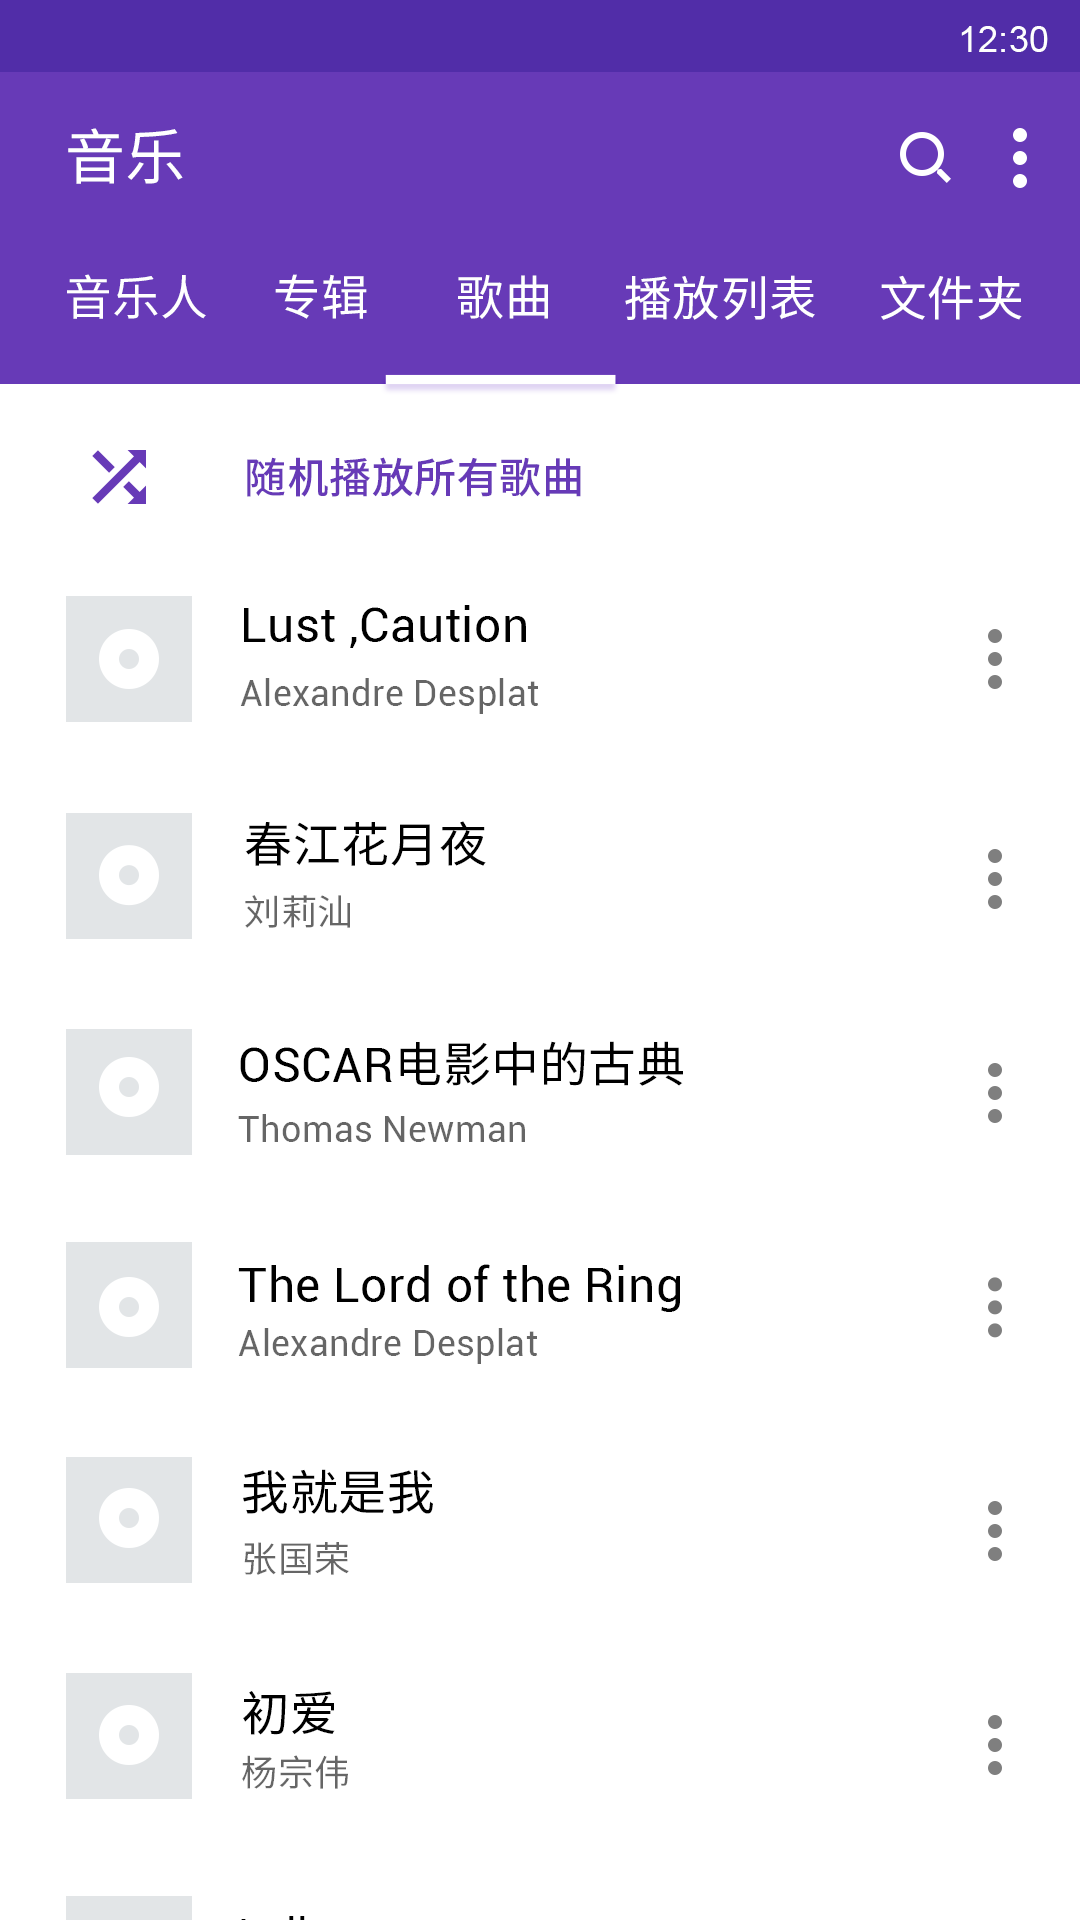 12:30
音乐
音乐人 专辑 歌曲 播放列表 文件夹
随机播放所有歌曲
Lust ,Caution
Alexandre Desplat
春江花月夜
刘莉汕
OSCAR电影中的古典
Thomas Newman
The Lord of the Ring
Alexandre Desplat
我就是我
张国荣
初爱
杨宗伟